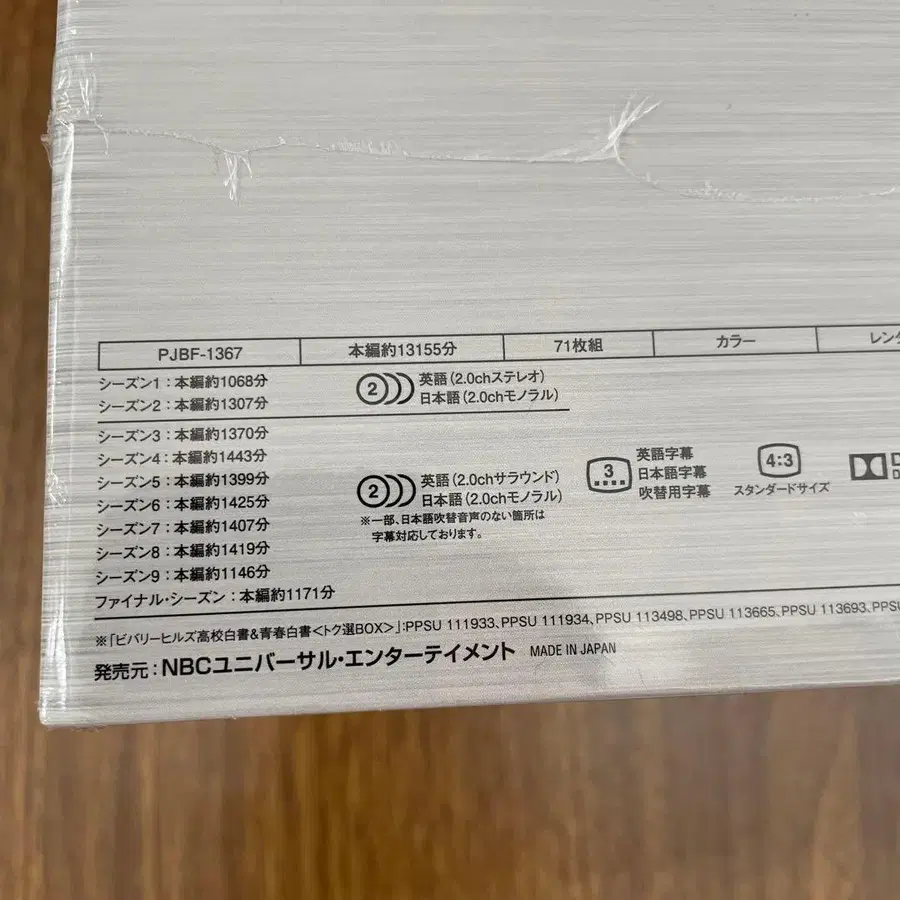 PJBF-1367 本編約13155分 71枚組 カラー レンタ
シーズン1：本編約1068分
シーズン2：本編約1307分
2 英語(2.0chステレオ)
日本語(2.0chモノラル)
シーズン3：本編約1370分
シーズン4：本編約1443分
シーズン5：本編約1399分
シーズン6：本編約1425分
シーズン7：本編約1407分
シーズン8：本編約1419分
シーズン9：本編約1146分
ファイナル・シーズン：本編約1171分
2 英語(2.0chサラウンド)
日本語(2.0chモノラル)
※一部、日本語吹替音声のない箇所は
字幕対応しております。
3 英語字幕
日本語字幕
吹替用字幕
4:3
スタンダードサイズ
※「ビバリーヒルズ高校白書&青春白書<トク選BOX>」:PPSU 111933、PPSU 111934、PPSU 113498、PPSU 113665、PPSU 113693、PPSU
発売元：NBCユニバーサル・エンターテイメント MADE IN JAPAN